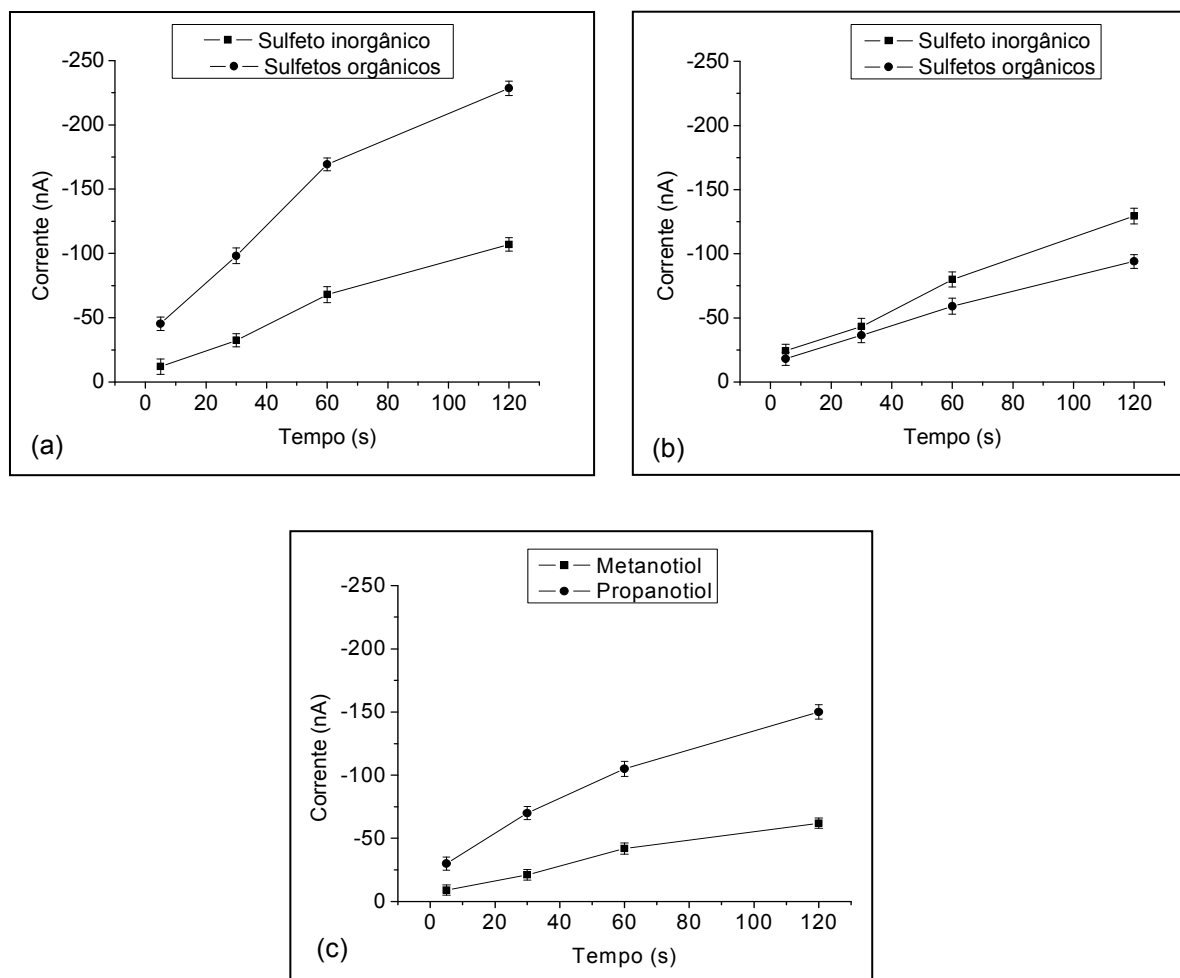 Sulfeto inorgânico
Sulfetos orgânicos
-250
-200
-150
-100
-50
0
Corrente (nA)
0 20 40 60 80 100 120
Tempo (s)
(a)
Sulfeto inorgânico
Sulfetos orgânicos
-250
-200
-150
-100
-50
0
Corrente (nA)
0 20 40 60 80 100 120
Tempo (s)
(b)
Metanotiol
Propanotiol
-250
-200
-150
-100
-50
0
Corrente (nA)
0 20 40 60 80 100 120
Tempo (s)
(c)